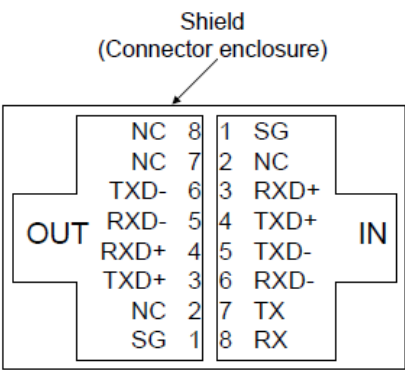 Shield
(Connector enclosure)
NC 8 1 SG
NC 7 2 NC
TXD- 6 3 RXD+
RXD- 5 4 TXD+
OUT IN
RXD+ 4 5 TXD-
TXD+ 3 6 RXD-
NC 2 7 TX
SG 1 8 RX